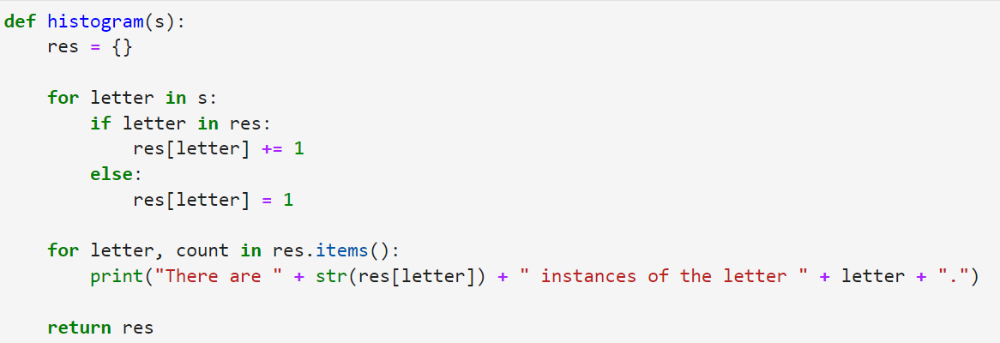 def histogram(s):
    res = {}

    for letter in s:
        if letter in res:
            res[letter] += 1
        else:
            res[letter] = 1

    for letter, count in res.items():
        print("There are " + str(res[letter]) + " instances of the letter " + letter + ".")

    return res